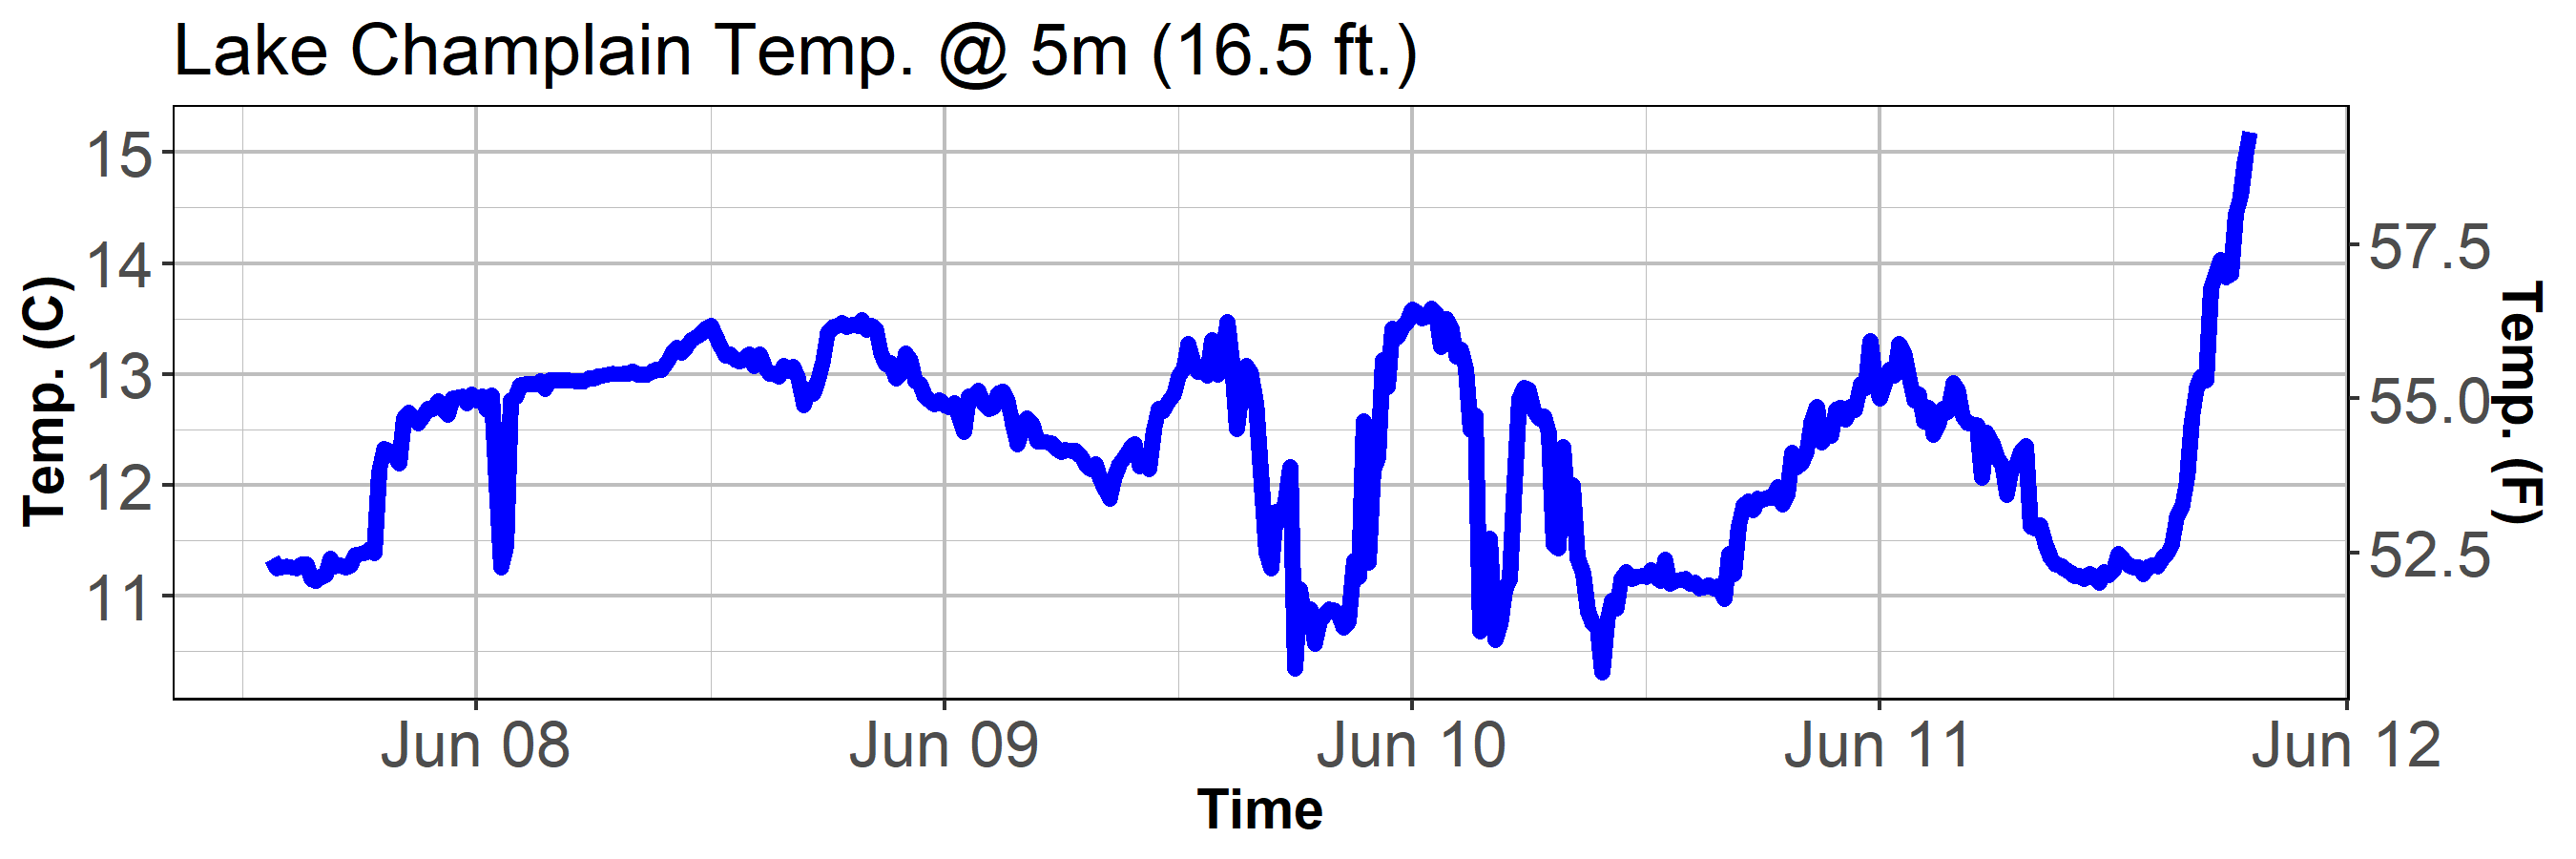 Lake Champlain Temp. @ 5m (16.5 ft.)
Temp. (C)
15
14
13
12
11
57.5
55.0
52.5
Temp. (F)
Jun 08 Jun 09 Jun 10 Jun 11 Jun 12
Time